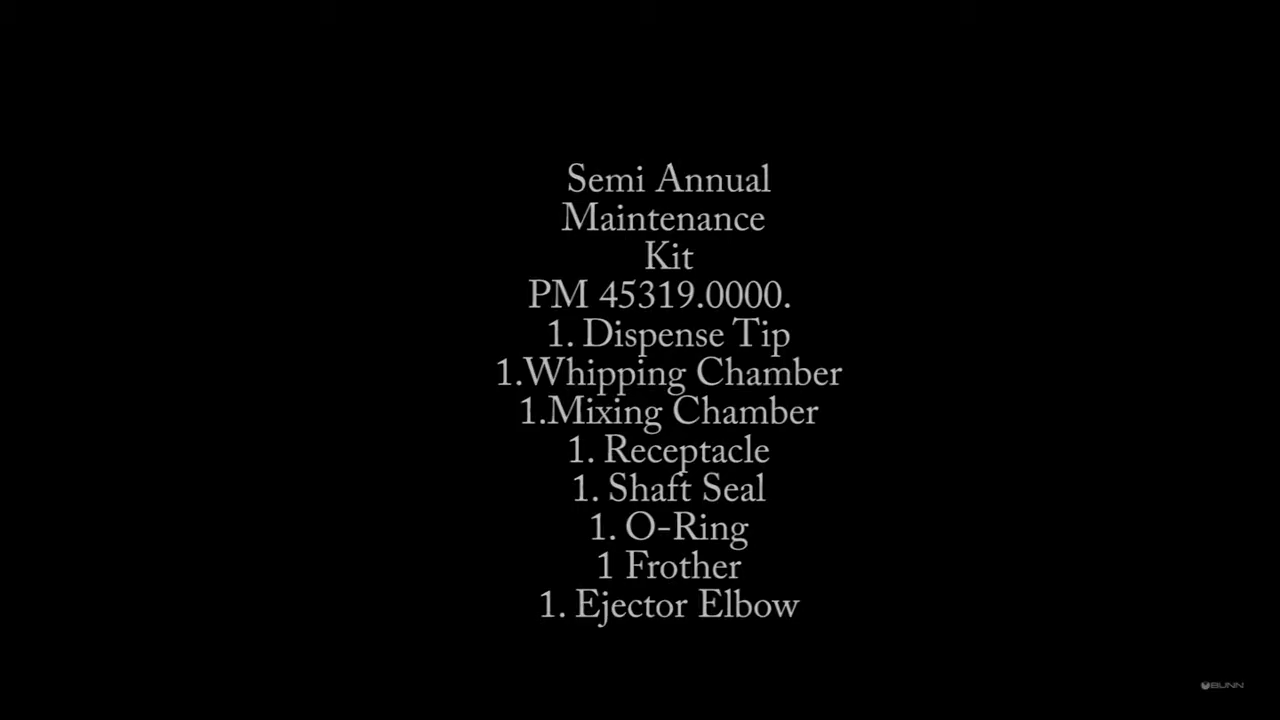 Semi Annual
Maintenance
Kit
PM 45319.0000.
1. Dispense Tip
1.Whipping Chamber
1.Mixing Chamber
1. Receptacle
1. Shaft Seal
1. O-Ring
1 Frother
1. Ejector Elbow
BUNN